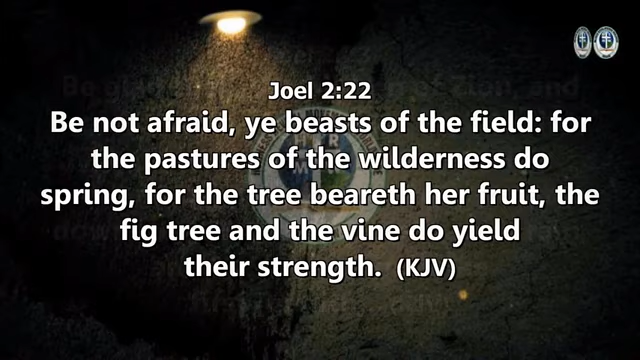 Joel 2:22
Be not afraid, ye beasts of the field: for
the pastures of the wilderness do
spring, for the tree beareth her fruit, the
fig tree and the vine do yield
their strength. (KJV)